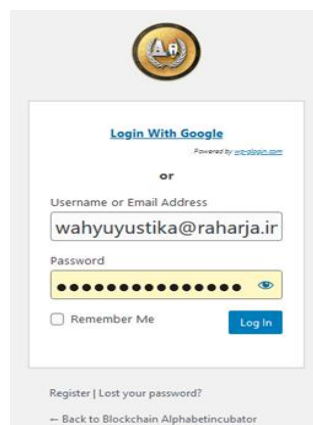 Login With Google
Powered by wp-glogin.com
or
Username or Email Address
wahyuyustika@raharja.ir
Password
Remember Me
Log In
Register | Lost your password?
← Back to Blockchain Alphabetincubator